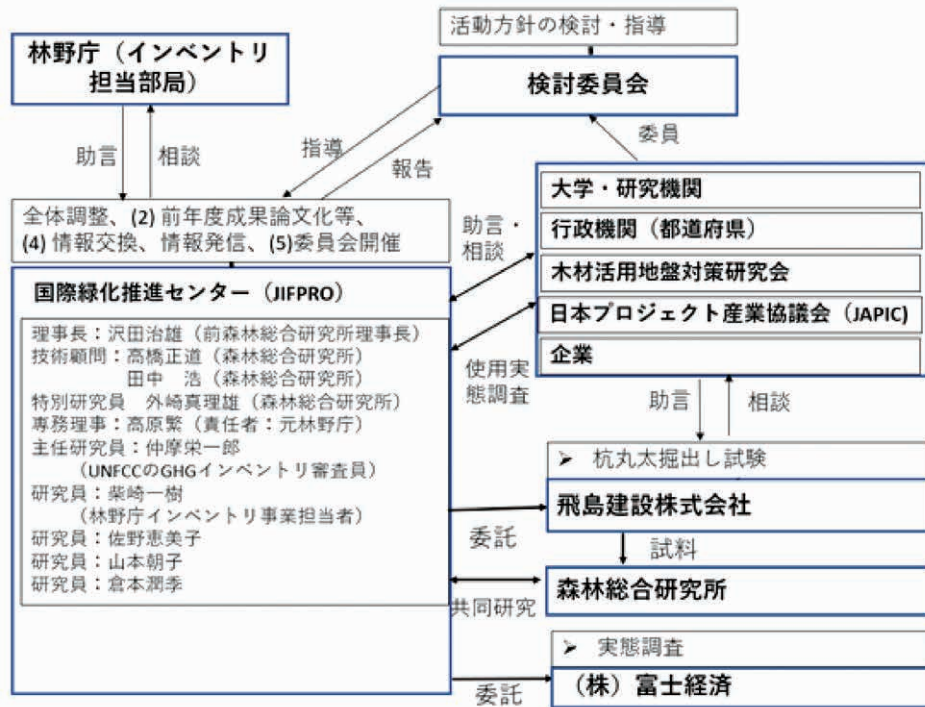 活動方針の検討・指導
林野庁（インベントリ
担当部局）
検討委員会
助言
相談
指導
報告
委員
全体調整、(2) 前年度成果論文化等、
(4) 情報交換、情報発信、(5)委員会開催
助言・
相談
大学・研究機関
行政機関（都道府県）
木材活用地盤対策研究会
日本プロジェクト産業協議会（JAPIC)
企業
国際緑化推進センター（JIFPRO）
理事長：沢田治雄（前森林総合研究所理事長）
技術顧問：高橋正道（森林総合研究所）
田中　浩（森林総合研究所）
特別研究員　外崎真理雄（森林総合研究所）
専務理事：高原繁（責任者：元林野庁）
主任研究員：仲摩栄一郎
（UNFCCのGHGインベントリ審査員）
研究員：柴崎一樹
（林野庁インベントリ事業担当者）
研究員：佐野恵美子
研究員：山本朝子
研究員：倉本潤季
使用実
態調査
助言
相談
➢ 杭丸太掘出し試験
飛島建設株式会社
委託
試料
森林総合研究所
共同研究
➢ 実態調査
（株）富士経済
委託